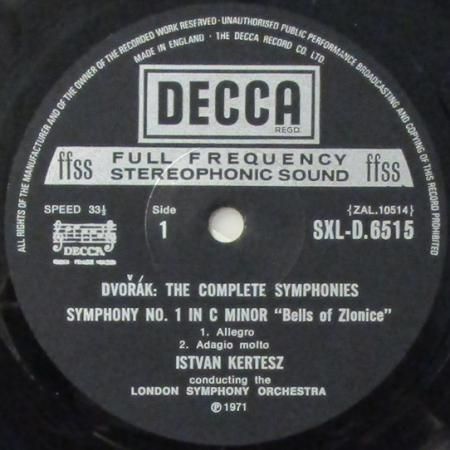 ALL RIGHTS OF THE MANUFACTURER AND OF THE OWNER OF THE RECORDED WORK RESERVED · UNAUTHORISED PUBLIC PERFORMANCE BROADCASTING AND COPYING OF THIS RECORD PROHIBITED
MADE IN ENGLAND · THE DECCA RECORD CO. LTD.
DECCA
REGD
ffss FULL FREQUENCY ffss
STEREOPHONIC SOUND
SPEED 33⅓ Side {ZAL.10514}
1 SXL-D.6515
DECCA
DVOŘÁK: THE COMPLETE SYMPHONIES
SYMPHONY NO. 1 IN C MINOR "Bells of Zlonice"
1. Allegro
2. Adagio molto
ISTVAN KERTESZ
conducting the
LONDON SYMPHONY ORCHESTRA
Ⓟ 1971